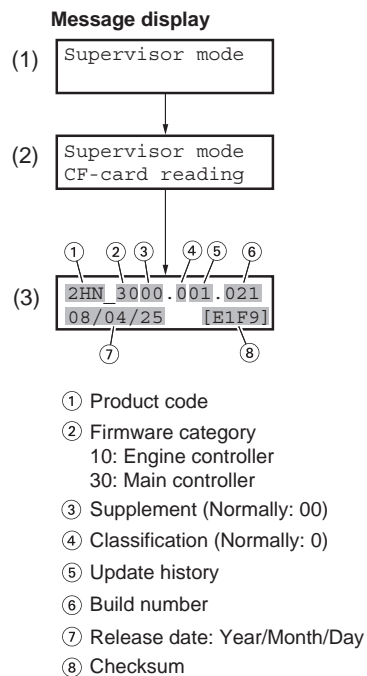 Message display
(1)
Supervisor mode
(2)
Supervisor mode
CF-card reading
1 2 3 4 5 6
(3)
2HN_3000.001.021
08/04/25 [E1F9]
7 8
1 Product code
2 Firmware category
10: Engine controller
30: Main controller
3 Supplement (Normally: 00)
4 Classification (Normally: 0)
5 Update history
6 Build number
7 Release date: Year/Month/Day
8 Checksum